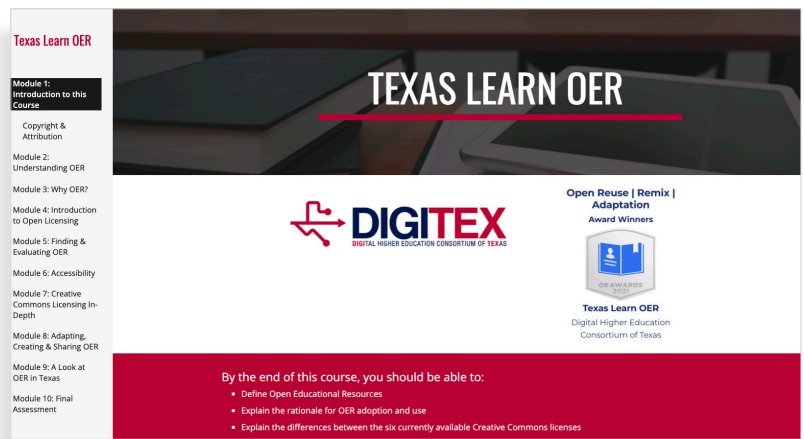 Texas Learn OER
Module 1:
Introduction to this
Course
Copyright &
Attribution
Module 2:
Understanding OER
Module 3: Why OER?
Module 4: Introduction
to Open Licensing
Module 5: Finding &
Evaluating OER
Module 6: Accessibility
Module 7: Creative
Commons Licensing In-
Depth
Module 8: Adapting,
Creating & Sharing OER
Module 9: A Look at
OER in Texas
Module 10: Final
Assessment
TEXAS LEARN OER
DIGITEX
DIGITAL HIGHER EDUCATION CONSORTIUM OF TEXAS
Open Reuse | Remix |
Adaptation
Award Winners
OEAWARDS
2021
Texas Learn OER
Digital Higher Education
Consortium of Texas
By the end of this course, you should be able to:
Define Open Educational Resources
Explain the rationale for OER adoption and use
Explain the differences between the six currently available Creative Commons licenses